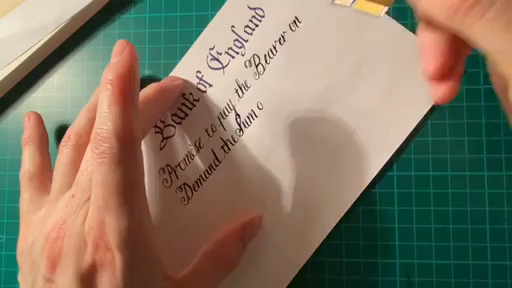 Bank of England
Promise to pay the Bearer on
Demand the Sum o